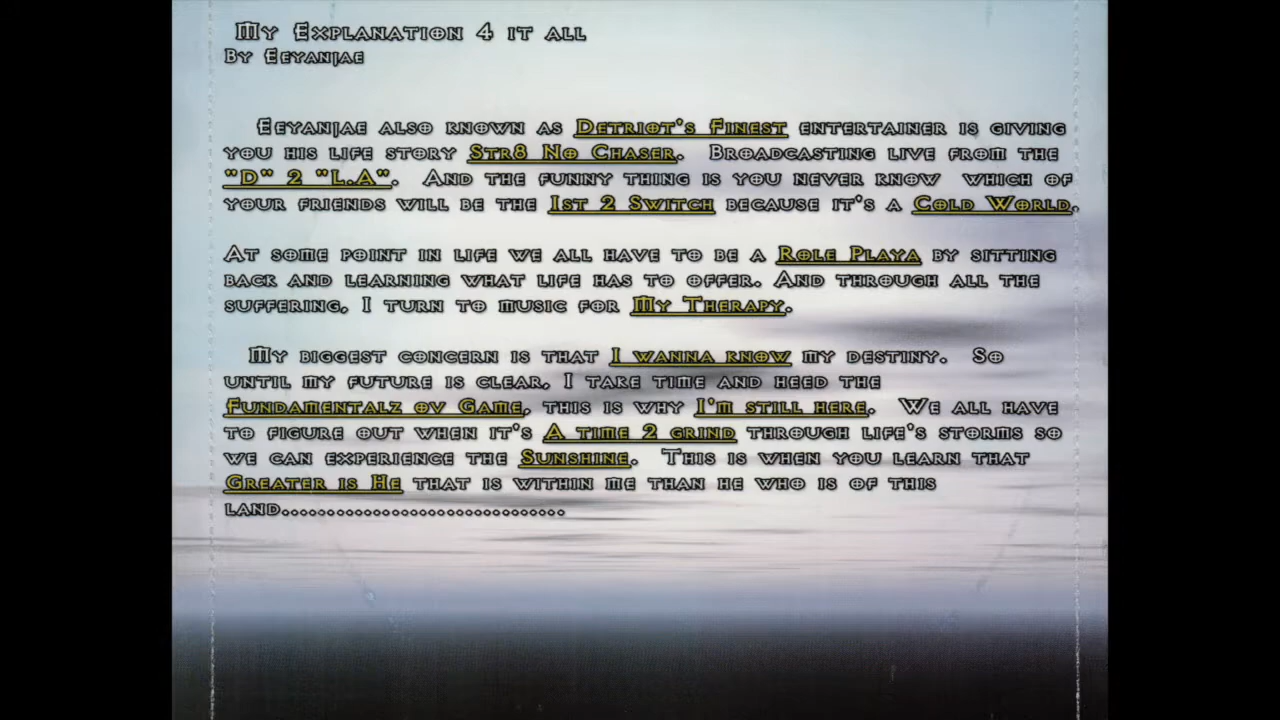 My Explanation 4 it all
By Eeyanjae
Eeyanjae also known as Detriot's Finest entertainer is giving
you his life story Str8 No Chaser. Broadcasting live from the
"D" 2 "L.A". And the funny thing is you never know which of
your friends will be the 1st 2 Switch because it's a Cold World.
At some point in life we all have to be a Role Playa by sitting
back and learning what life has to offer. And through all the
suffering, I turn to music for My Therapy.
My biggest concern is that I wanna know my destiny. So
until my future is clear, I take time and heed the
Fundamentalz ov Game, this is why I'm still here. We all have
to figure out when it's A time 2 grind through life's storms so
we can experience the Sunshine. This is when you learn that
Greater is He that is within me than he who is of this
land...............................